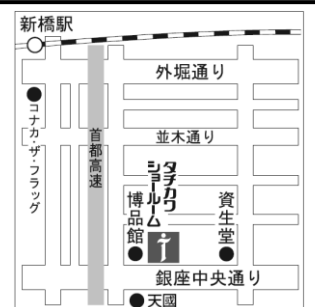 新橋駅
外堀通り
コナカ・ザ・フラッグ
首都高速
並木通り
タチカワ
ショールーム
博品館
資生堂
銀座中央通り
天國